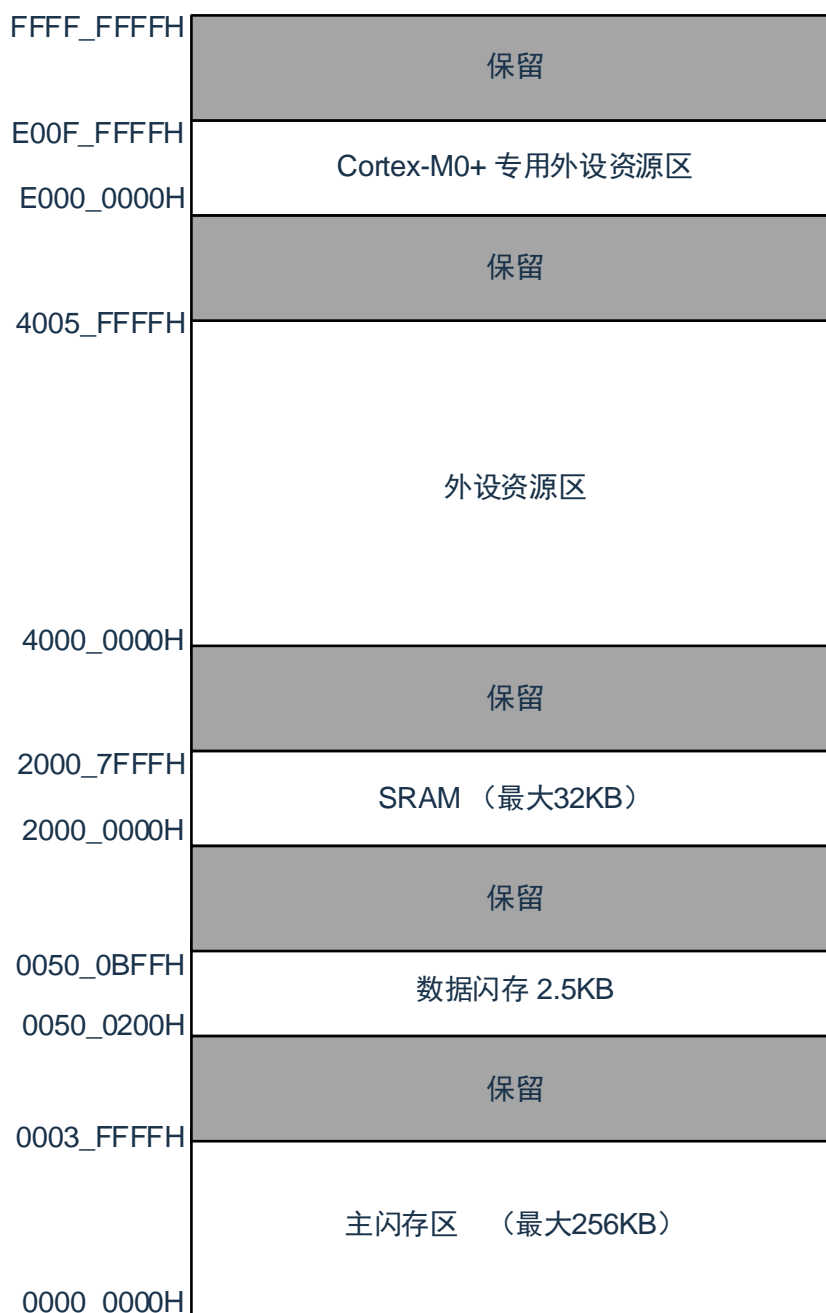 FFFF_FFFFH
保留
E00F_FFFFH
Cortex-M0+ 专用外设资源区
E000_0000H
保留
4005_FFFFH
外设资源区
4000_0000H
保留
2000_7FFFH
SRAM （最大32KB）
2000_0000H
保留
0050_0BFFH
数据闪存 2.5KB
0050_0200H
保留
0003_FFFFH
主闪存区 （最大256KB）
0000_0000H